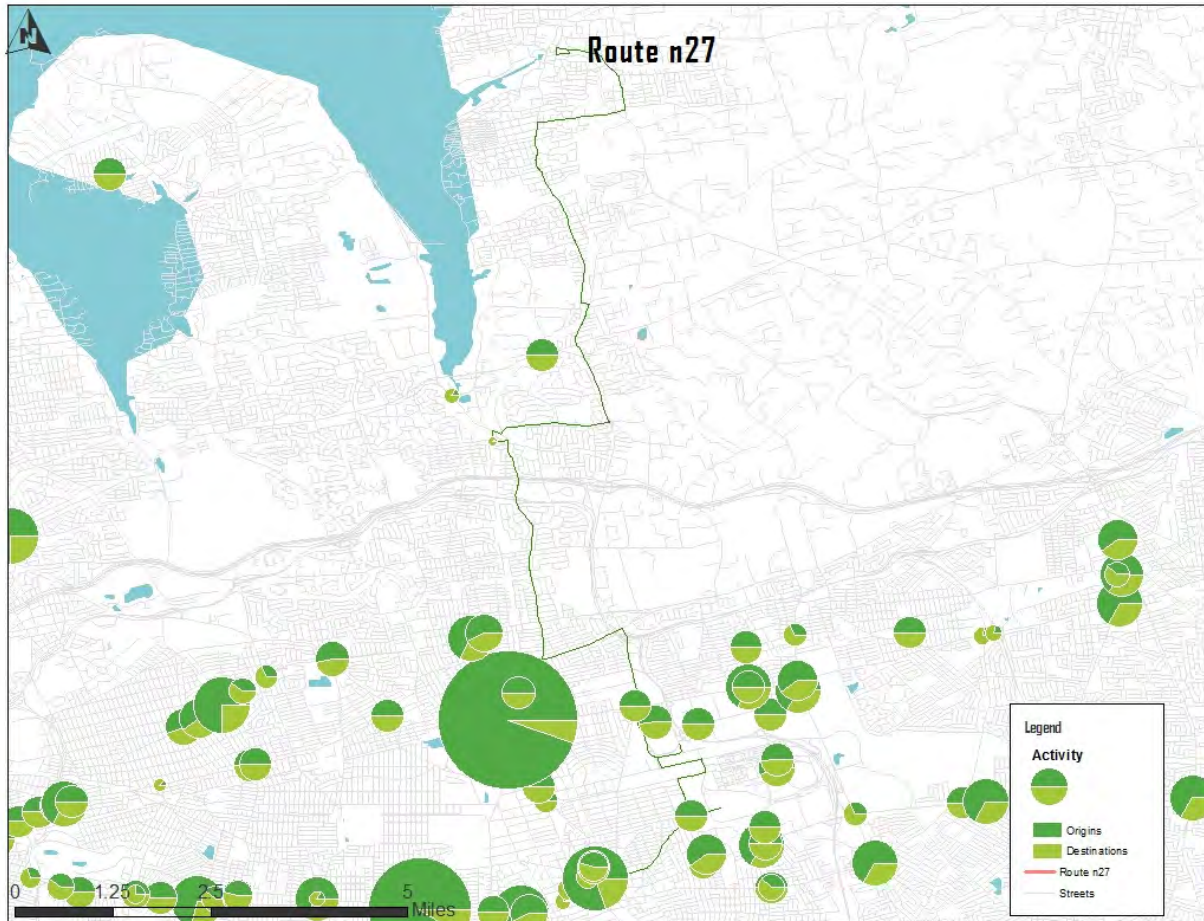 N
Route n27
Legend
Activity
Origins
Destinations
Route n27
Streets
0 1.25 2.5 5
Miles